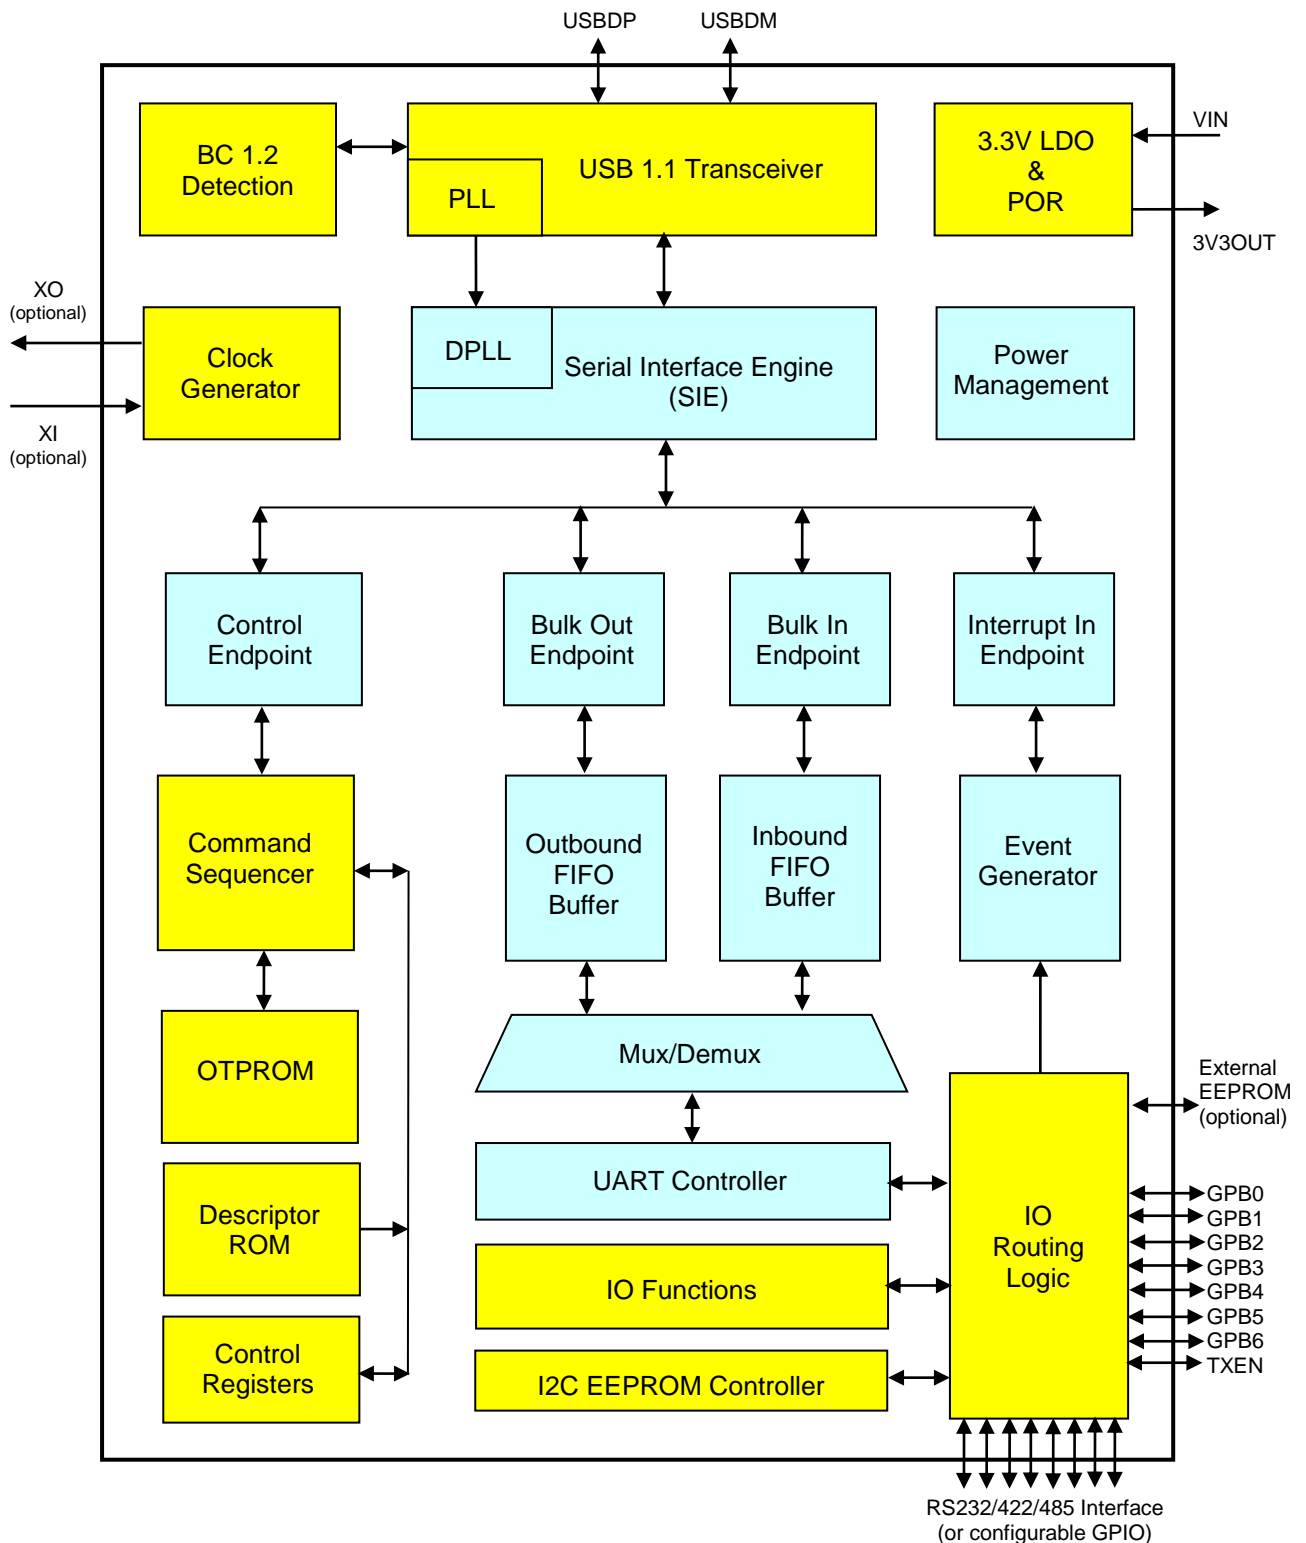 USBDP
USBDM
BC 1.2
Detection
USB 1.1 Transceiver
PLL
3.3V LDO
&
POR
VIN
3V3OUT
XO
(optional)
XI
(optional)
Clock
Generator
DPLL
Serial Interface Engine
(SIE)
Power
Management
Control
Endpoint
Bulk Out
Endpoint
Bulk In
Endpoint
Interrupt In
Endpoint
Command
Sequencer
Outbound
FIFO
Buffer
Inbound
FIFO
Buffer
Event
Generator
OTPROM
Mux/Demux
External
EEPROM
(optional)
Descriptor
ROM
UART Controller
IO
Routing
Logic
GPB0
GPB1
GPB2
GPB3
GPB4
GPB5
GPB6
TXEN
IO Functions
Control
Registers
I2C EEPROM Controller
RS232/422/485 Interface
(or configurable GPIO)